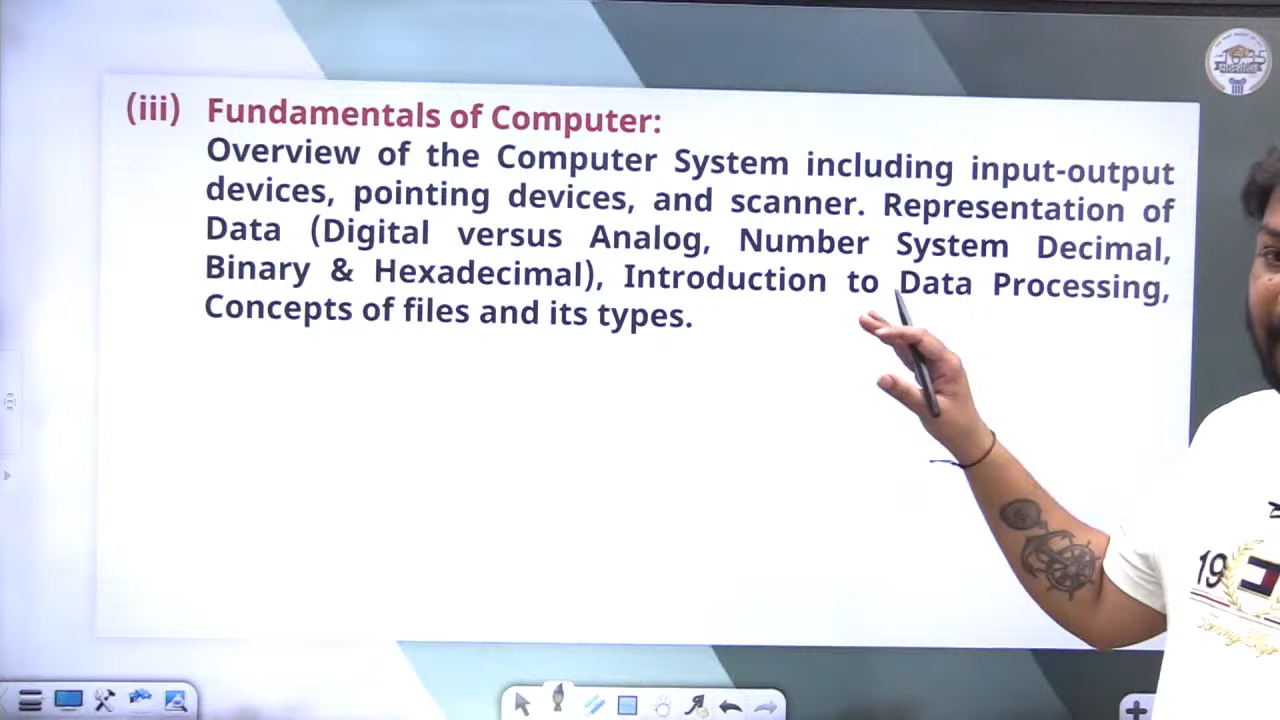 (iii) Fundamentals of Computer:
Overview of the Computer System including input-output
devices, pointing devices, and scanner. Representation of
Data (Digital versus Analog, Number System Decimal,
Binary & Hexadecimal), Introduction to Data Processing,
Concepts of files and its types.
19